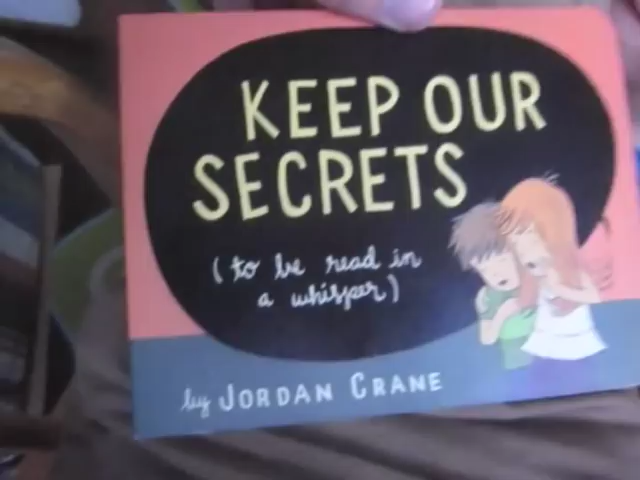 KEEP OUR
SECRETS
(to be read in
a whisper)
by JORDAN CRANE